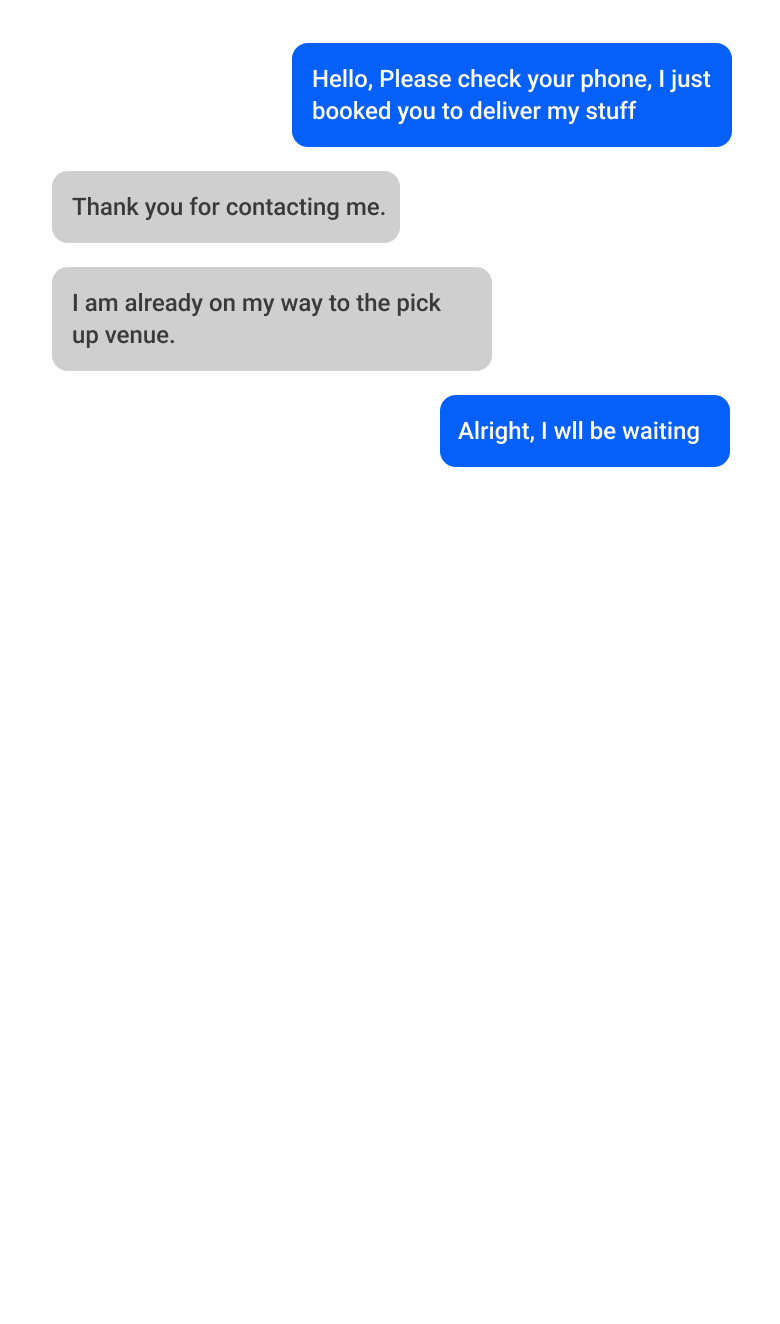 Hello, Please check your phone, I just
booked you to deliver my stuff
Thank you for contacting me.
I am already on my way to the pick
up venue.
Alright, I wll be waiting